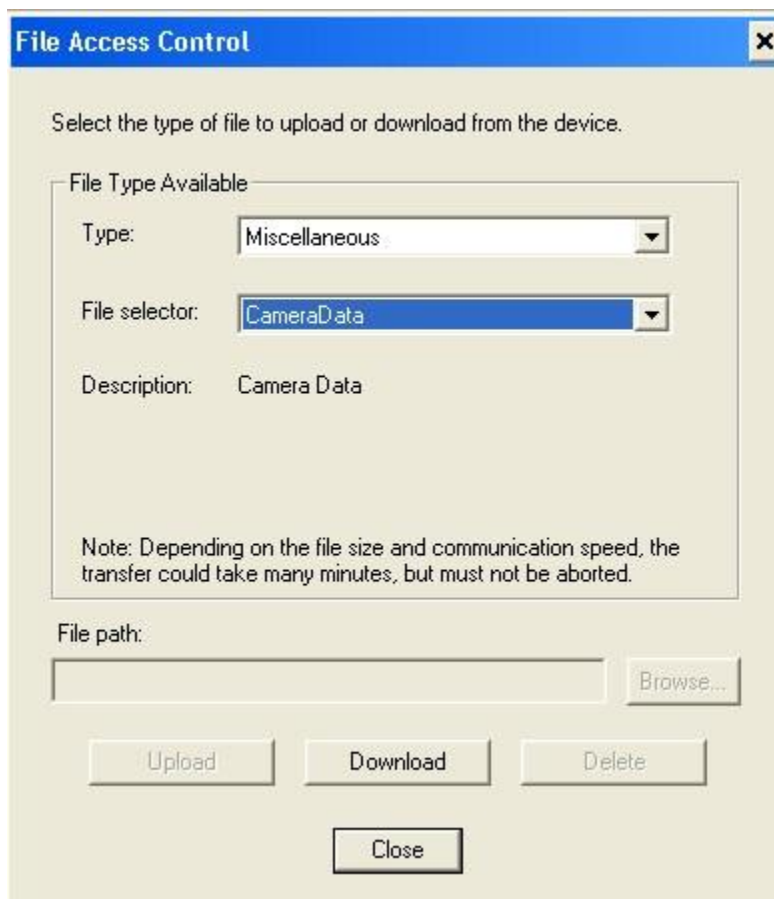 File Access Control
Select the type of file to upload or download from the device.
File Type Available
Type:
Miscellaneous
File selector:
CameraData
Description:
Camera Data
Note: Depending on the file size and communication speed, the
transfer could take many minutes, but must not be aborted.
File path:
Browse...
Upload
Download
Delete
Close